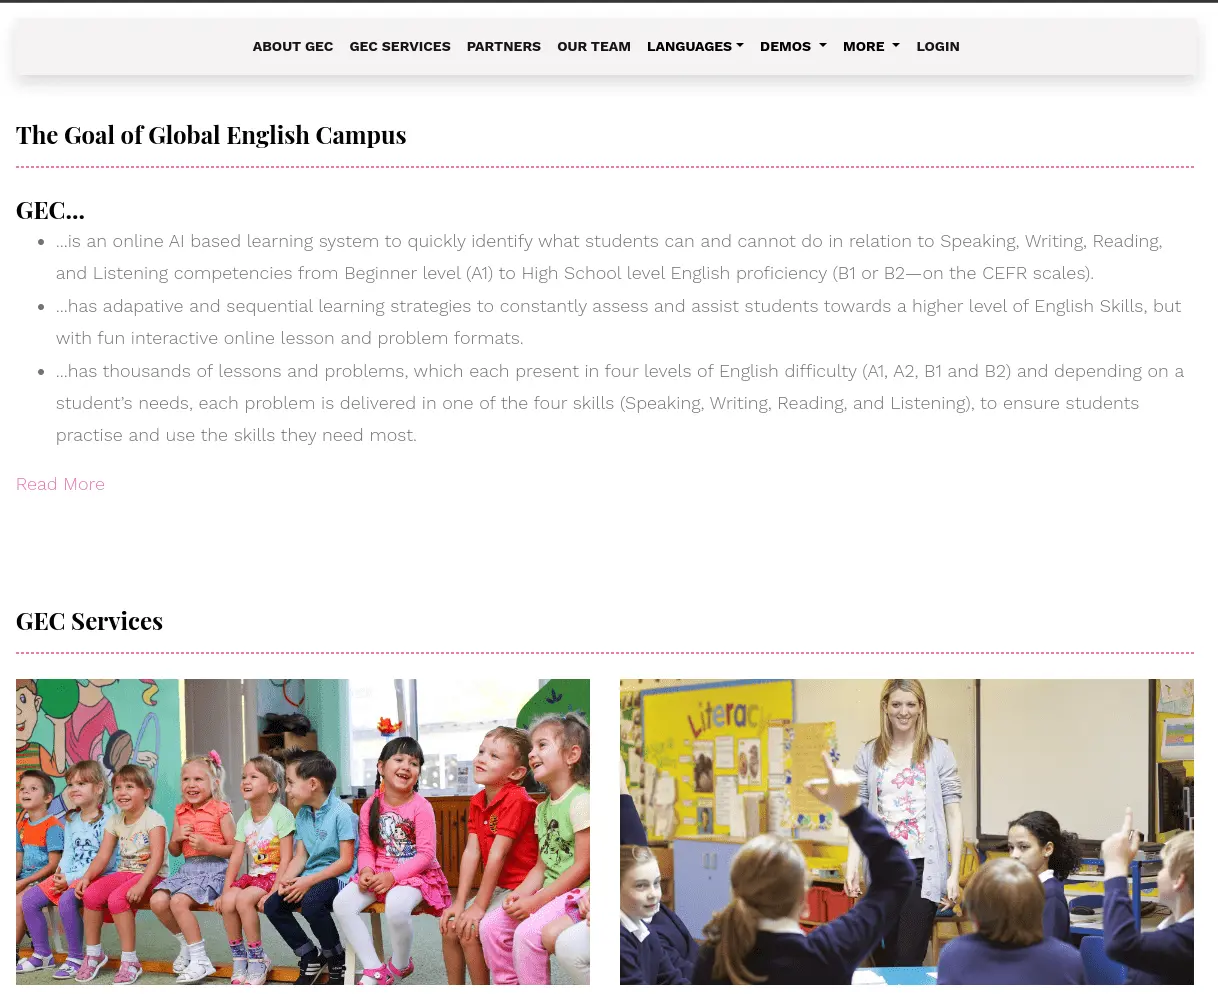 ABOUT GEC GEC SERVICES PARTNERS OUR TEAM LANGUAGES DEMOS MORE LOGIN
The Goal of Global English Campus
GEC...
...is an online AI based learning system to quickly identify what students can and cannot do in relation to Speaking, Writing, Reading,
and Listening competencies from Beginner level (A1) to High School level English proficiency (B1 or B2—on the CEFR scales).
...has adapative and sequential learning strategies to constantly assess and assist students towards a higher level of English Skills, but
with fun interactive online lesson and problem formats.
...has thousands of lessons and problems, which each present in four levels of English difficulty (A1, A2, B1 and B2) and depending on a
student's needs, each problem is delivered in one of the four skills (Speaking, Writing, Reading, and Listening), to ensure students
practise and use the skills they need most.
Read More
GEC Services
Literacy